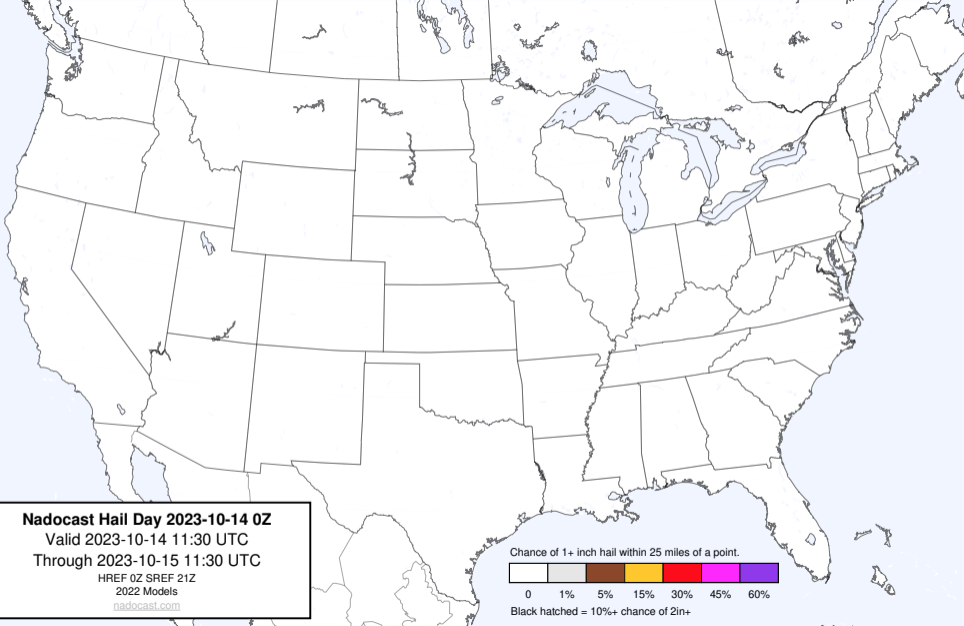 Nadocast Hail Day 2023-10-14 0Z
Valid 2023-10-14 11:30 UTC
Through 2023-10-15 11:30 UTC
HREF 0Z SREF 21Z
2022 Models
nadocast.com
Chance of 1+ inch hail within 25 miles of a point.
0 1% 5% 15% 30% 45% 60%
Black hatched = 10%+ chance of 2in+